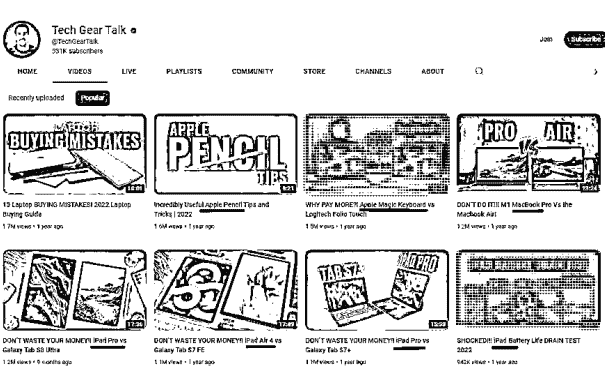 Tech Gear Talk
@TechGearTalk
931K subscribers
Join
Subscribe
HOME
VIDEOS
LIVE
PLAYLISTS
COMMUNITY
STORE
CHANNELS
ABOUT
Recently uploaded
Popular
LAPTOP
BUYING MISTAKES
APPLE
PENCIL
TIPS
PRO VS AIR
13 Laptop BUYING MISTAKES! 2022 Laptop
Buying Guide
1.7M views • 1 year ago
Incredibly Useful Apple Pencil Tips and
Tricks | 2022
1.6M views • 1 year ago
WHY PAY MORE?! Apple Magic Keyboard vs
Logitech Folio Touch
1.5M views • 1 year ago
DON'T DO IT!!! M1 MacBook Pro Vs the
MacBook Air!
1.2M views • 1 year ago
TAB S7+
IPAD PRO
17:49
DON'T WASTE YOUR MONEY!! iPad Pro vs
Galaxy Tab S8 Ultra
1.2M views • 9 months ago
DON'T WASTE YOUR MONEY!! iPad Air 4 vs
Galaxy Tab S7 FE
1.1M views • 1 year ago
DON'T WASTE YOUR MONEY!! iPad Pro vs
Galaxy Tab S7+
1.1M views • 1 year ago
SHOCKED!!! iPad Battery Life DRAIN TEST
2022
942K views • 1 year ago